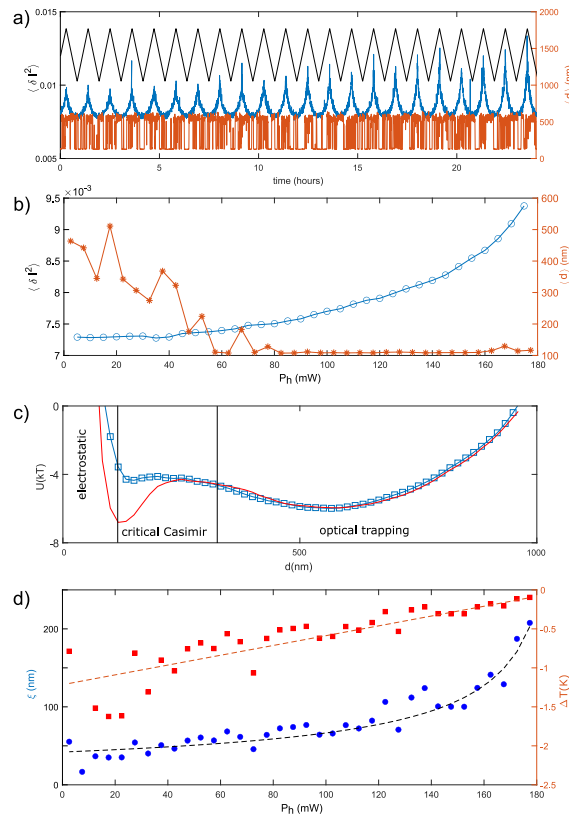 a)
0.015
0.01
0.005
⟨ δ I²⟩
2000
1500
1000
500
0
⟨ d⟩ (nm)
0 5 10 15 20
time (hours)
b)
×10⁻³
9.5
9
8.5
8
7.5
7
⟨ δ I²⟩
600
500
400
300
200
100
⟨d⟩ (nm)
0 20 40 60 80 100 120 140 160 180
Pₕ (mW)
c)
0
-4
-8
U(kT)
electrostatic
critical Casimir
optical trapping
0 500 1000
d(nm)
d)
200
100
0
ξ (nm)
0
-0.5
-1
-1.5
-2
-2.5
Δ T(K)
0 20 40 60 80 100 120 140 160 180
Pₕ (mW)